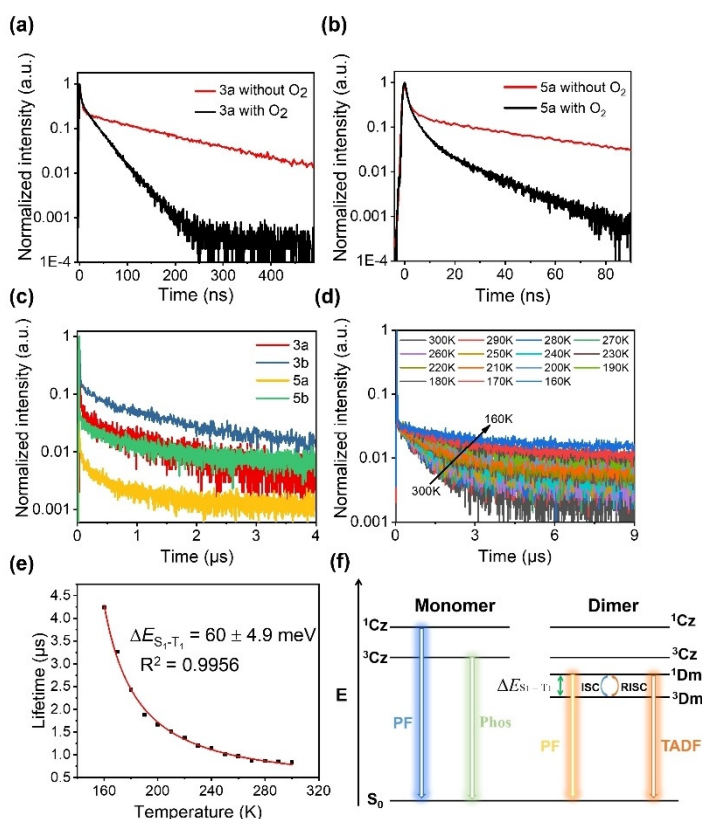 (a)
Normalized intensity (a.u.)
1
0.1
0.01
0.001
1E-4
3a without O₂
3a with O₂
0 100 200 300 400
Time (ns)
(b)
Normalized intensity (a.u.)
1
0.1
0.01
0.001
1E-4
5a without O₂
5a with O₂
0 20 40 60 80
Time (ns)
(c)
Normalized intensity (a.u.)
1
0.1
0.01
0.001
3a
3b
5a
5b
0 1 2 3 4
Time (µs)
(d)
Normalized intensity (a.u.)
1
0.1
0.01
0.001
300K 290K 280K 270K
260K 250K 240K 230K
220K 210K 200K 190K
180K 170K 160K
160K
300K
0 3 6 9
Time (µs)
(e)
Lifetime (µs)
4.5
4.0
3.5
3.0
2.5
2.0
1.5
1.0
0.5
ΔE_S₁-T₁ = 60 ± 4.9 meV
R² = 0.9956
160 200 240 280 320
Temperature (K)
(f)
E
Monomer Dimer
¹Cz ¹Cz
³Cz ³Cz
¹Dm
ΔE_S₁-T₁ ISC RISC
³Dm
PF Phos PF TADF
S₀